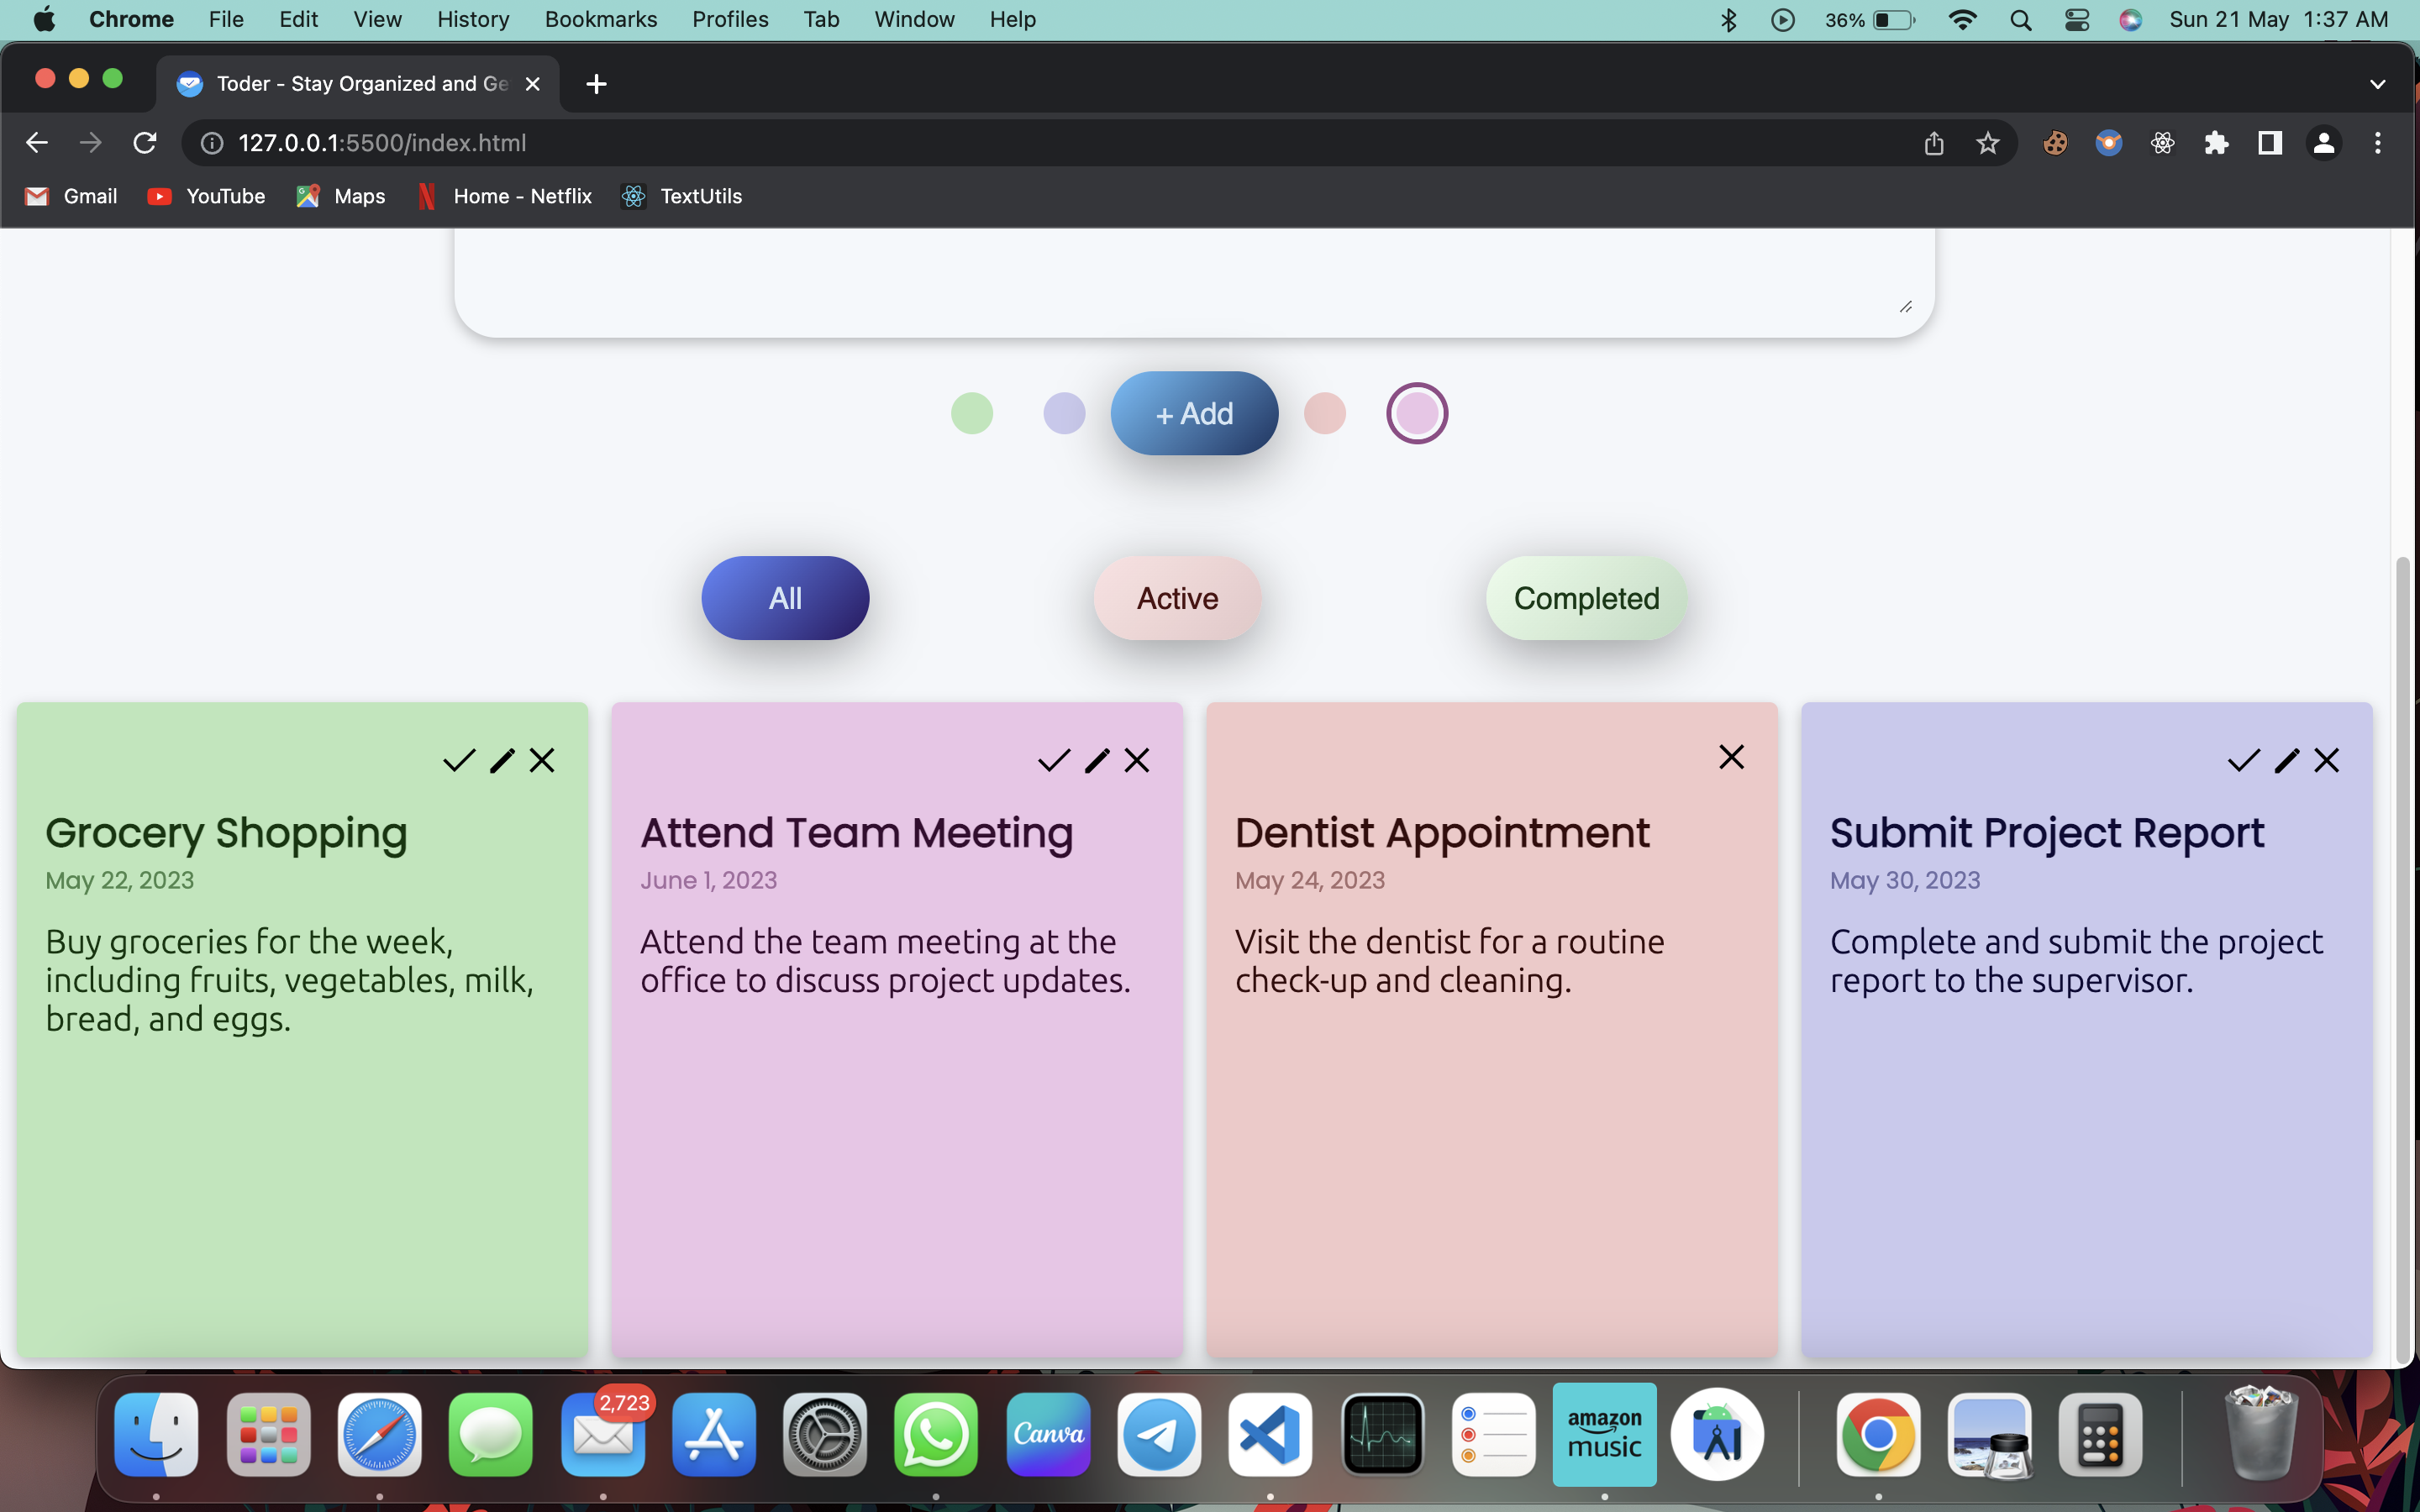 Chrome File Edit View History Bookmarks Profiles Tab Window Help 36% Sun 21 May 1:37 AM
Toder - Stay Organized and Ge
127.0.0.1:5500/index.html
Gmail YouTube Maps Home - Netflix TextUtils
+ Add
All Active Completed
Grocery Shopping
May 22, 2023
Buy groceries for the week,
including fruits, vegetables, milk,
bread, and eggs.
Attend Team Meeting
June 1, 2023
Attend the team meeting at the
office to discuss project updates.
Dentist Appointment
May 24, 2023
Visit the dentist for a routine
check-up and cleaning.
Submit Project Report
May 30, 2023
Complete and submit the project
report to the supervisor.
2,723
Canva
amazon
music